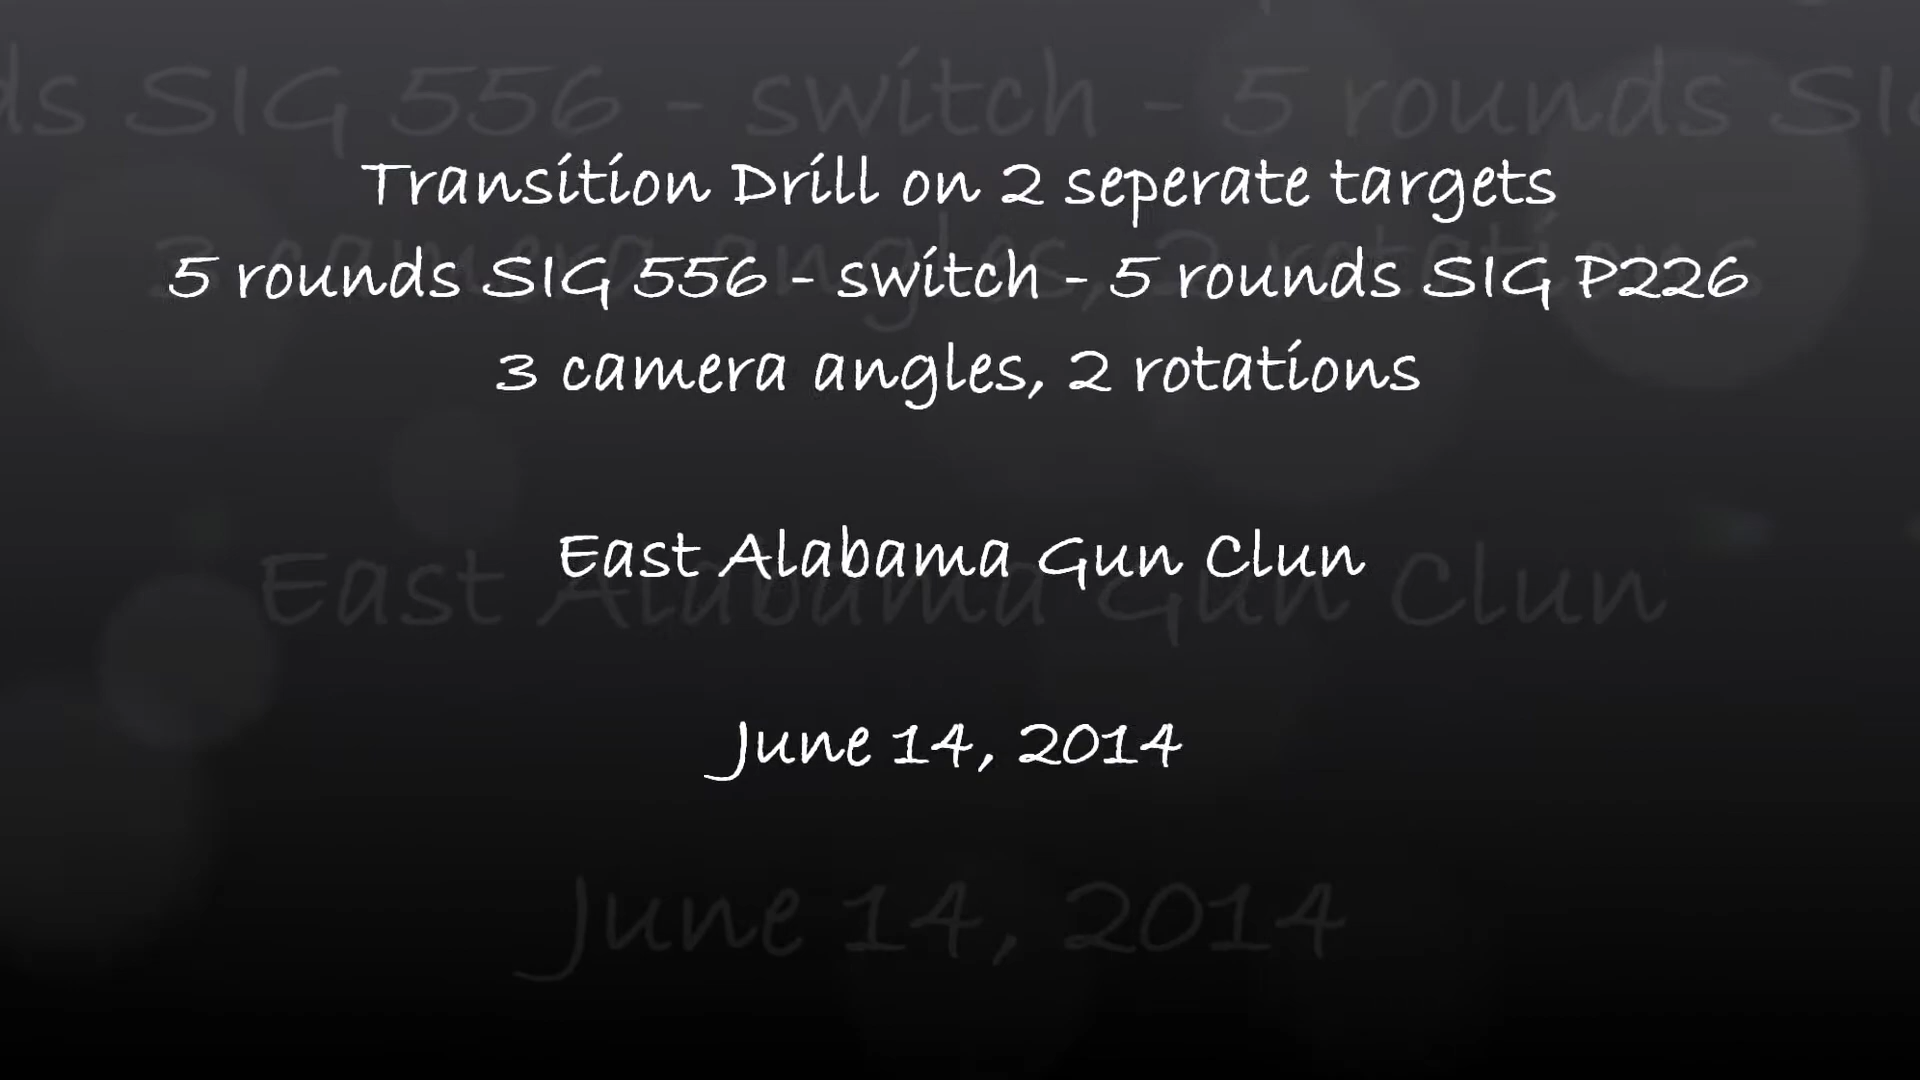 Transition Drill on 2 seperate targets
5 rounds SIG 556 - switch - 5 rounds SIG P226
3 camera angles, 2 rotations
East Alabama Gun Clun
June 14, 2014